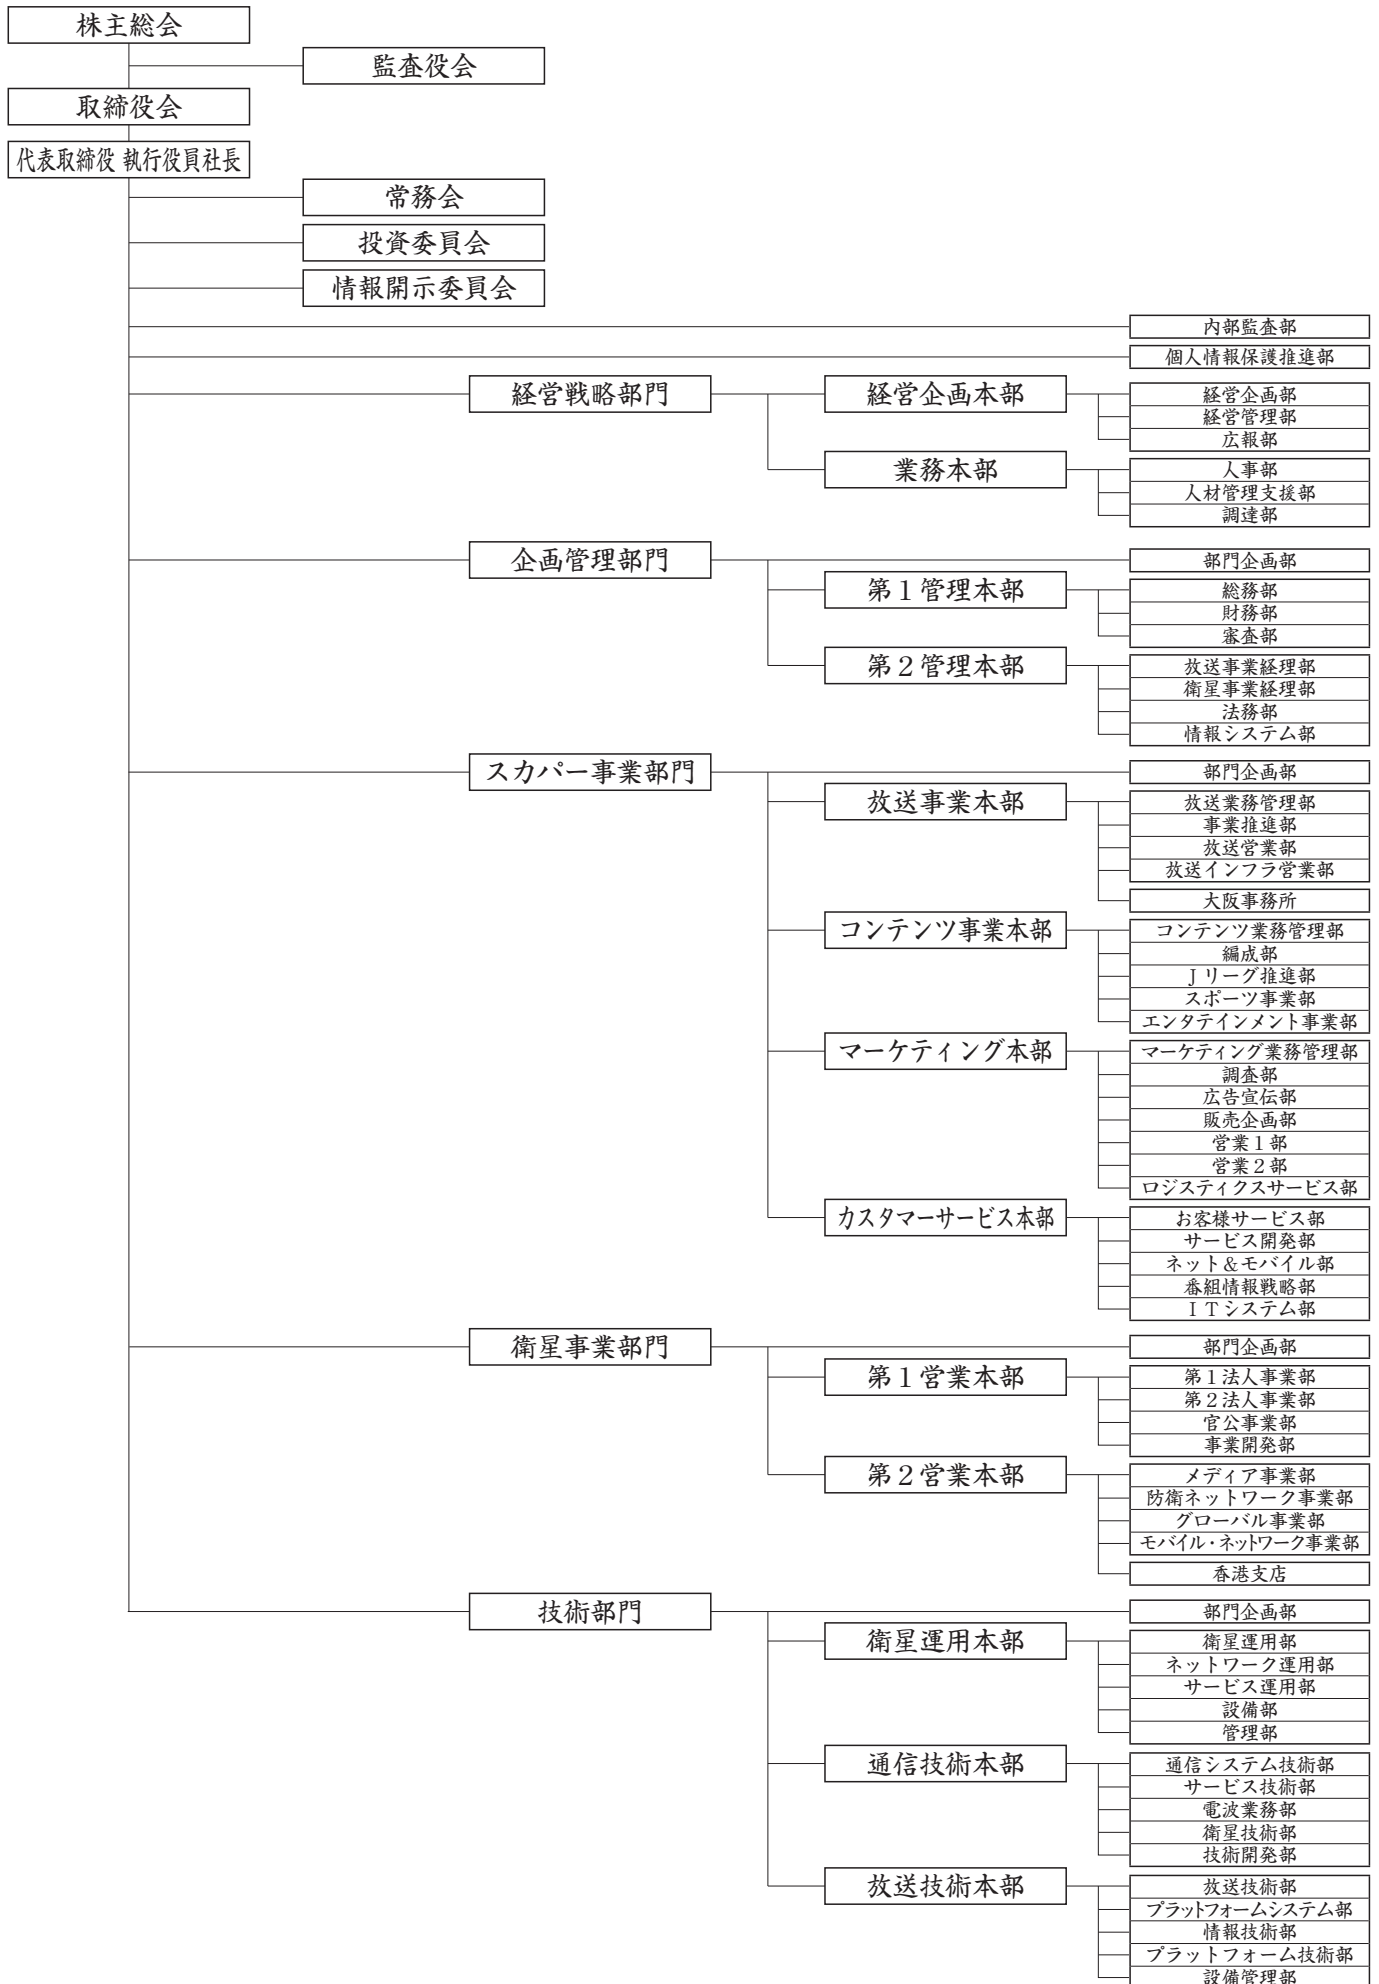 株主総会
監査役会
取締役会
代表取締役 執行役員社長
常務会
投資委員会
情報開示委員会
内部監査部
個人情報保護推進部
経営戦略部門
経営企画本部
経営企画部
経営管理部
広報部
業務本部
人事部
人材管理支援部
調達部
企画管理部門
部門企画部
第1管理本部
総務部
財務部
審査部
第2管理本部
放送事業経理部
衛星事業経理部
法務部
情報システム部
スカパー事業部門
部門企画部
放送事業本部
放送業務管理部
事業推進部
放送営業部
放送インフラ営業部
大阪事務所
コンテンツ事業本部
コンテンツ業務管理部
編成部
Jリーグ推進部
スポーツ事業部
エンタテインメント事業部
マーケティング本部
マーケティング業務管理部
調査部
広告宣伝部
販売企画部
営業1部
営業2部
ロジスティクスサービス部
カスタマーサービス本部
お客様サービス部
サービス開発部
ネット&モバイル部
番組情報戦略部
ITシステム部
衛星事業部門
部門企画部
第1営業本部
第1法人事業部
第2法人事業部
官公事業部
事業開発部
第2営業本部
メディア事業部
防衛ネットワーク事業部
グローバル事業部
モバイル・ネットワーク事業部
香港支店
技術部門
部門企画部
衛星運用本部
衛星運用部
ネットワーク運用部
サービス運用部
設備部
管理部
通信技術本部
通信システム技術部
サービス技術部
電波業務部
衛星技術部
技術開発部
放送技術本部
放送技術部
プラットフォームシステム部
情報技術部
プラットフォーム技術部
設備管理部